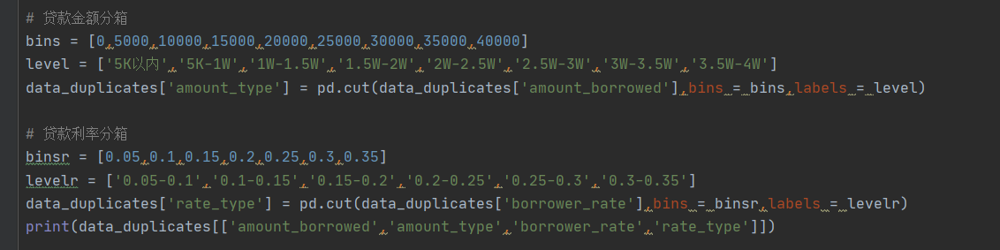 # 贷款金额分箱
bins = [0,5000,10000,15000,20000,25000,30000,35000,40000]
level = ['5K以内','5K-1W','1W-1.5W','1.5W-2W','2W-2.5W','2.5W-3W','3W-3.5W','3.5W-4W']
data_duplicates['amount_type'] = pd.cut(data_duplicates['amount_borrowed'],bins = bins,labels = level)
# 贷款利率分箱
binsr = [0.05,0.1,0.15,0.2,0.25,0.3,0.35]
levelr = ['0.05-0.1','0.1-0.15','0.15-0.2','0.2-0.25','0.25-0.3','0.3-0.35']
data_duplicates['rate_type'] = pd.cut(data_duplicates['borrower_rate'],bins = binsr,labels = levelr)
print(data_duplicates[['amount_borrowed','amount_type','borrower_rate','rate_type']])